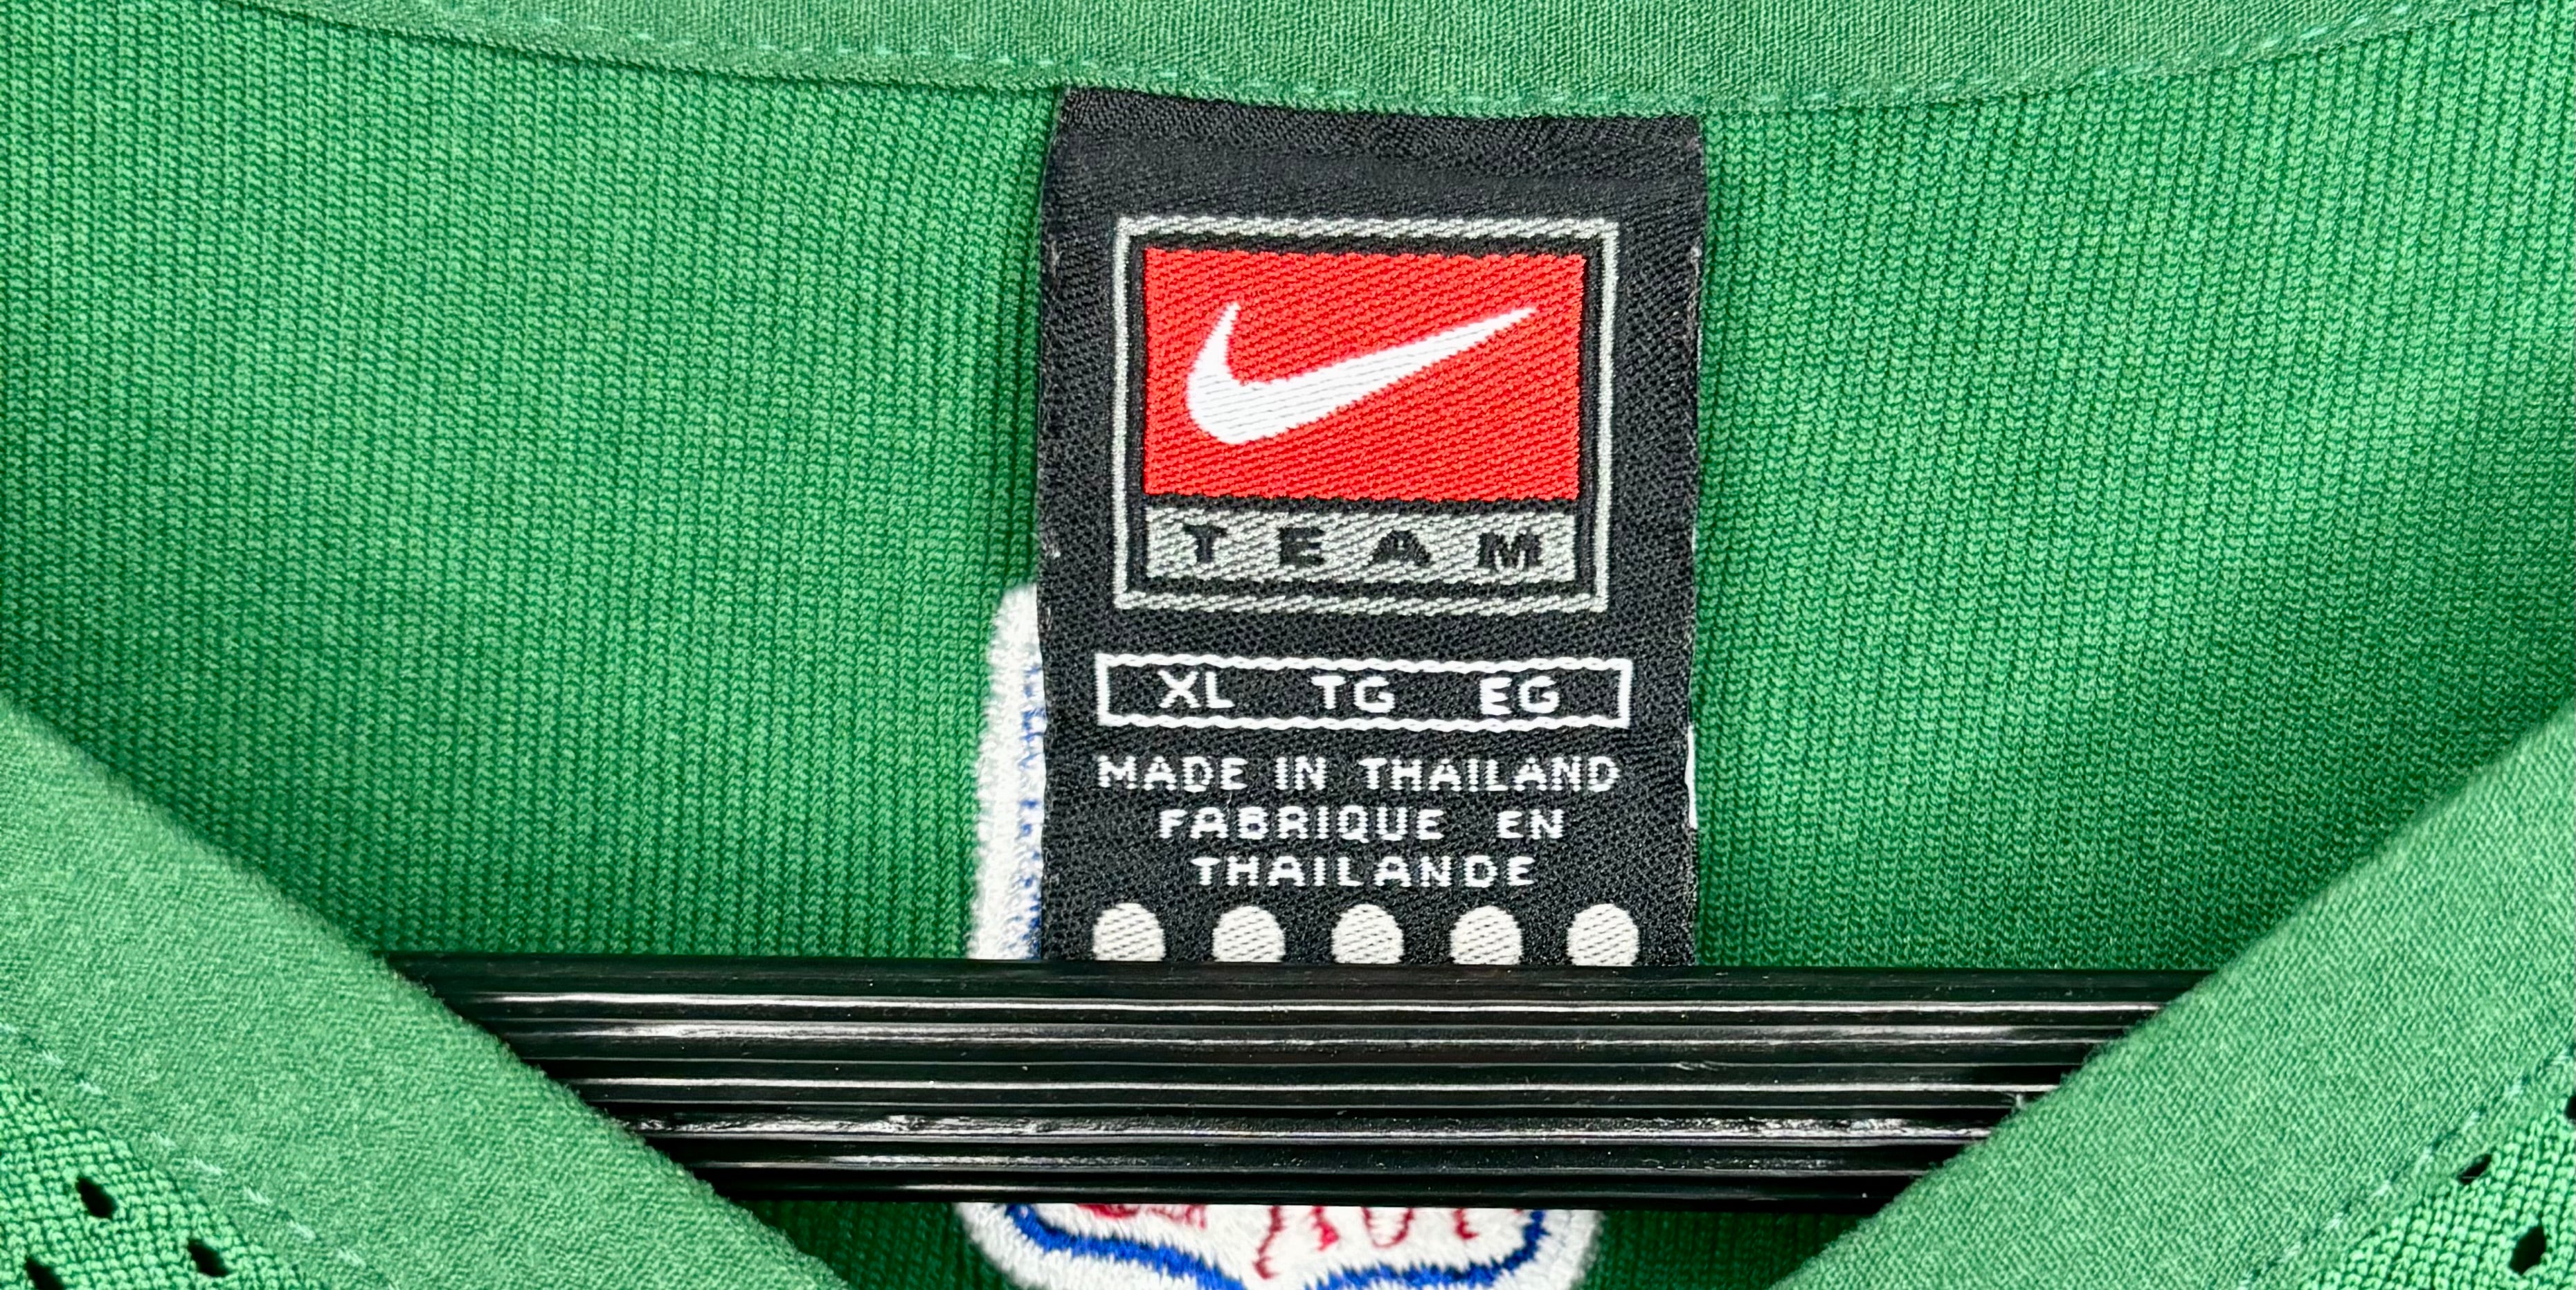 TEAM
XL TG EG
MADE IN THAILAND
FABRIQUE EN
THAILANDE